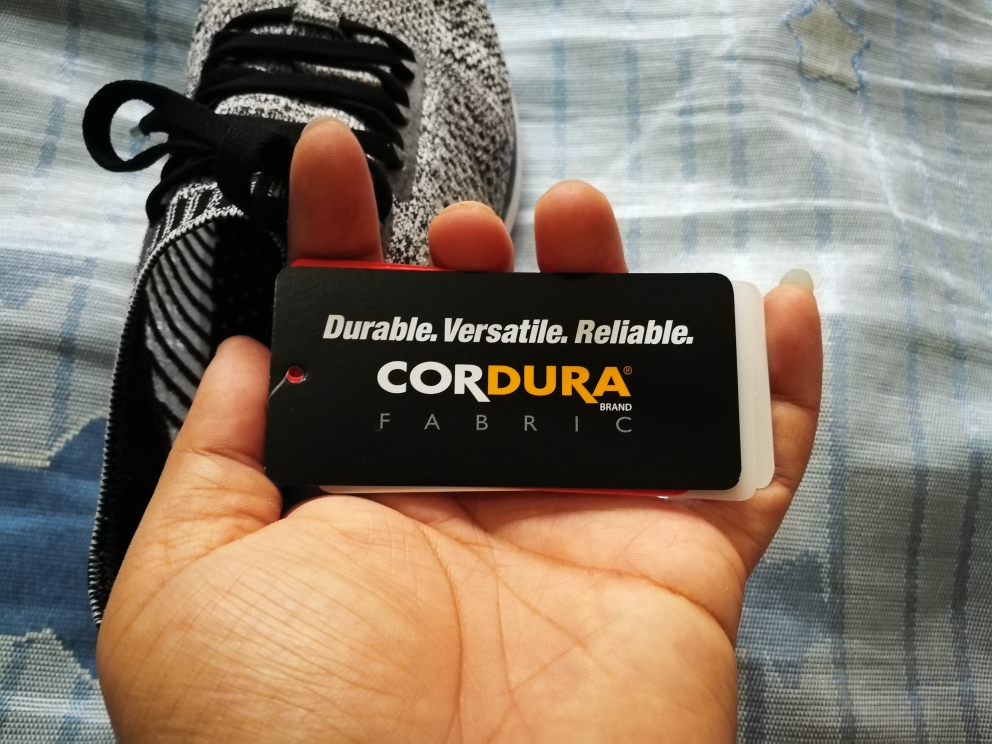 Durable. Versatile. Reliable.
CORDURA®
BRAND
FABRIC